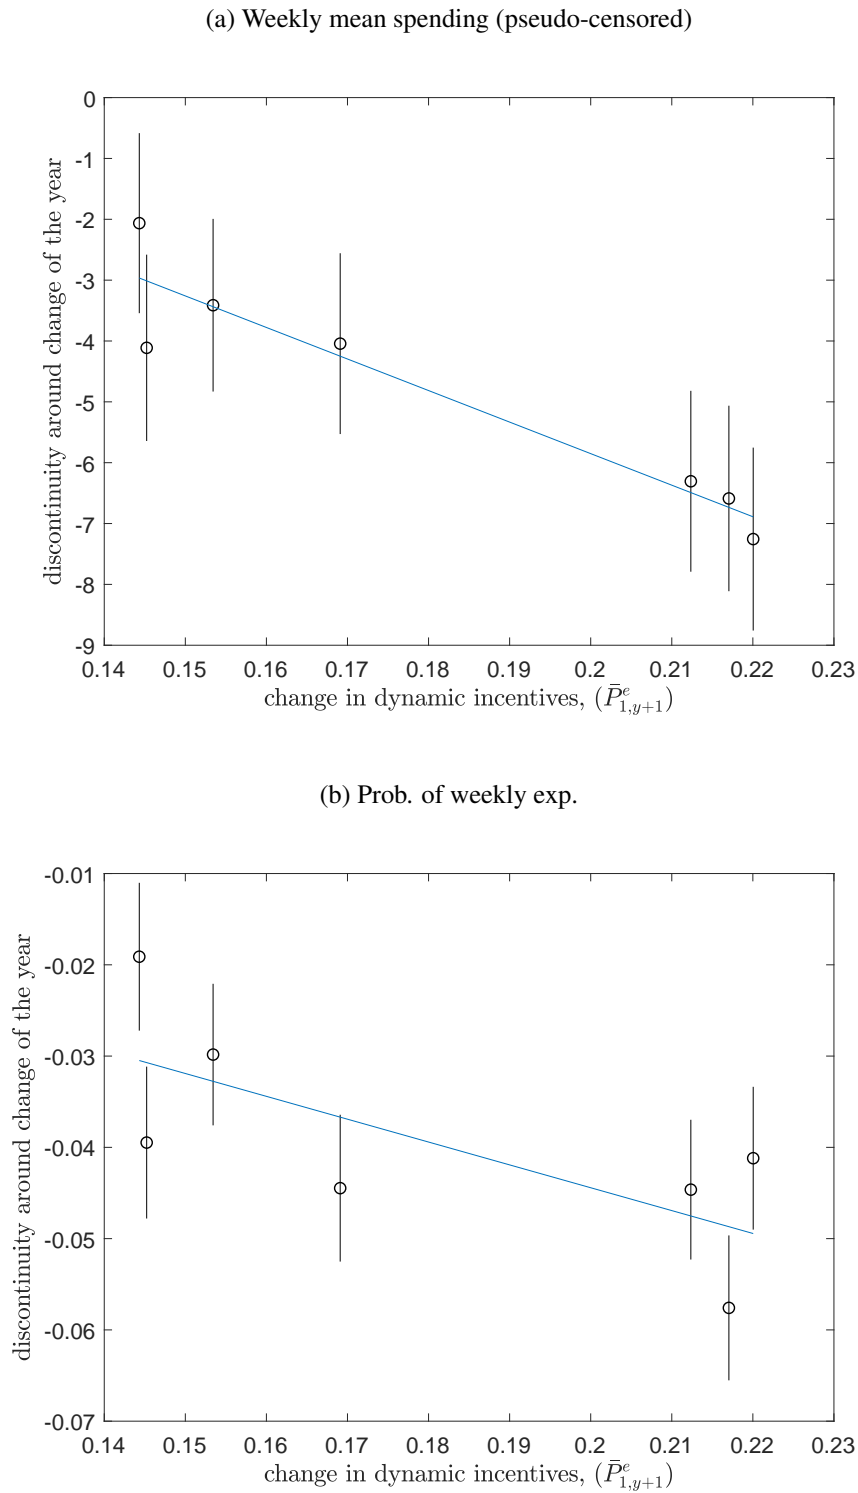 (a) Weekly mean spending (pseudo-censored)
0
-1
-2
-3
-4
-5
-6
-7
-8
-9
discontinuity around change of the year
0.14 0.15 0.16 0.17 0.18 0.19 0.2 0.21 0.22 0.23
change in dynamic incentives, (P̄ᵉ₁,y+1)
(b) Prob. of weekly exp.
-0.01
-0.02
-0.03
-0.04
-0.05
-0.06
-0.07
discontinuity around change of the year
0.14 0.15 0.16 0.17 0.18 0.19 0.2 0.21 0.22 0.23
change in dynamic incentives, (P̄ᵉ₁,y+1)